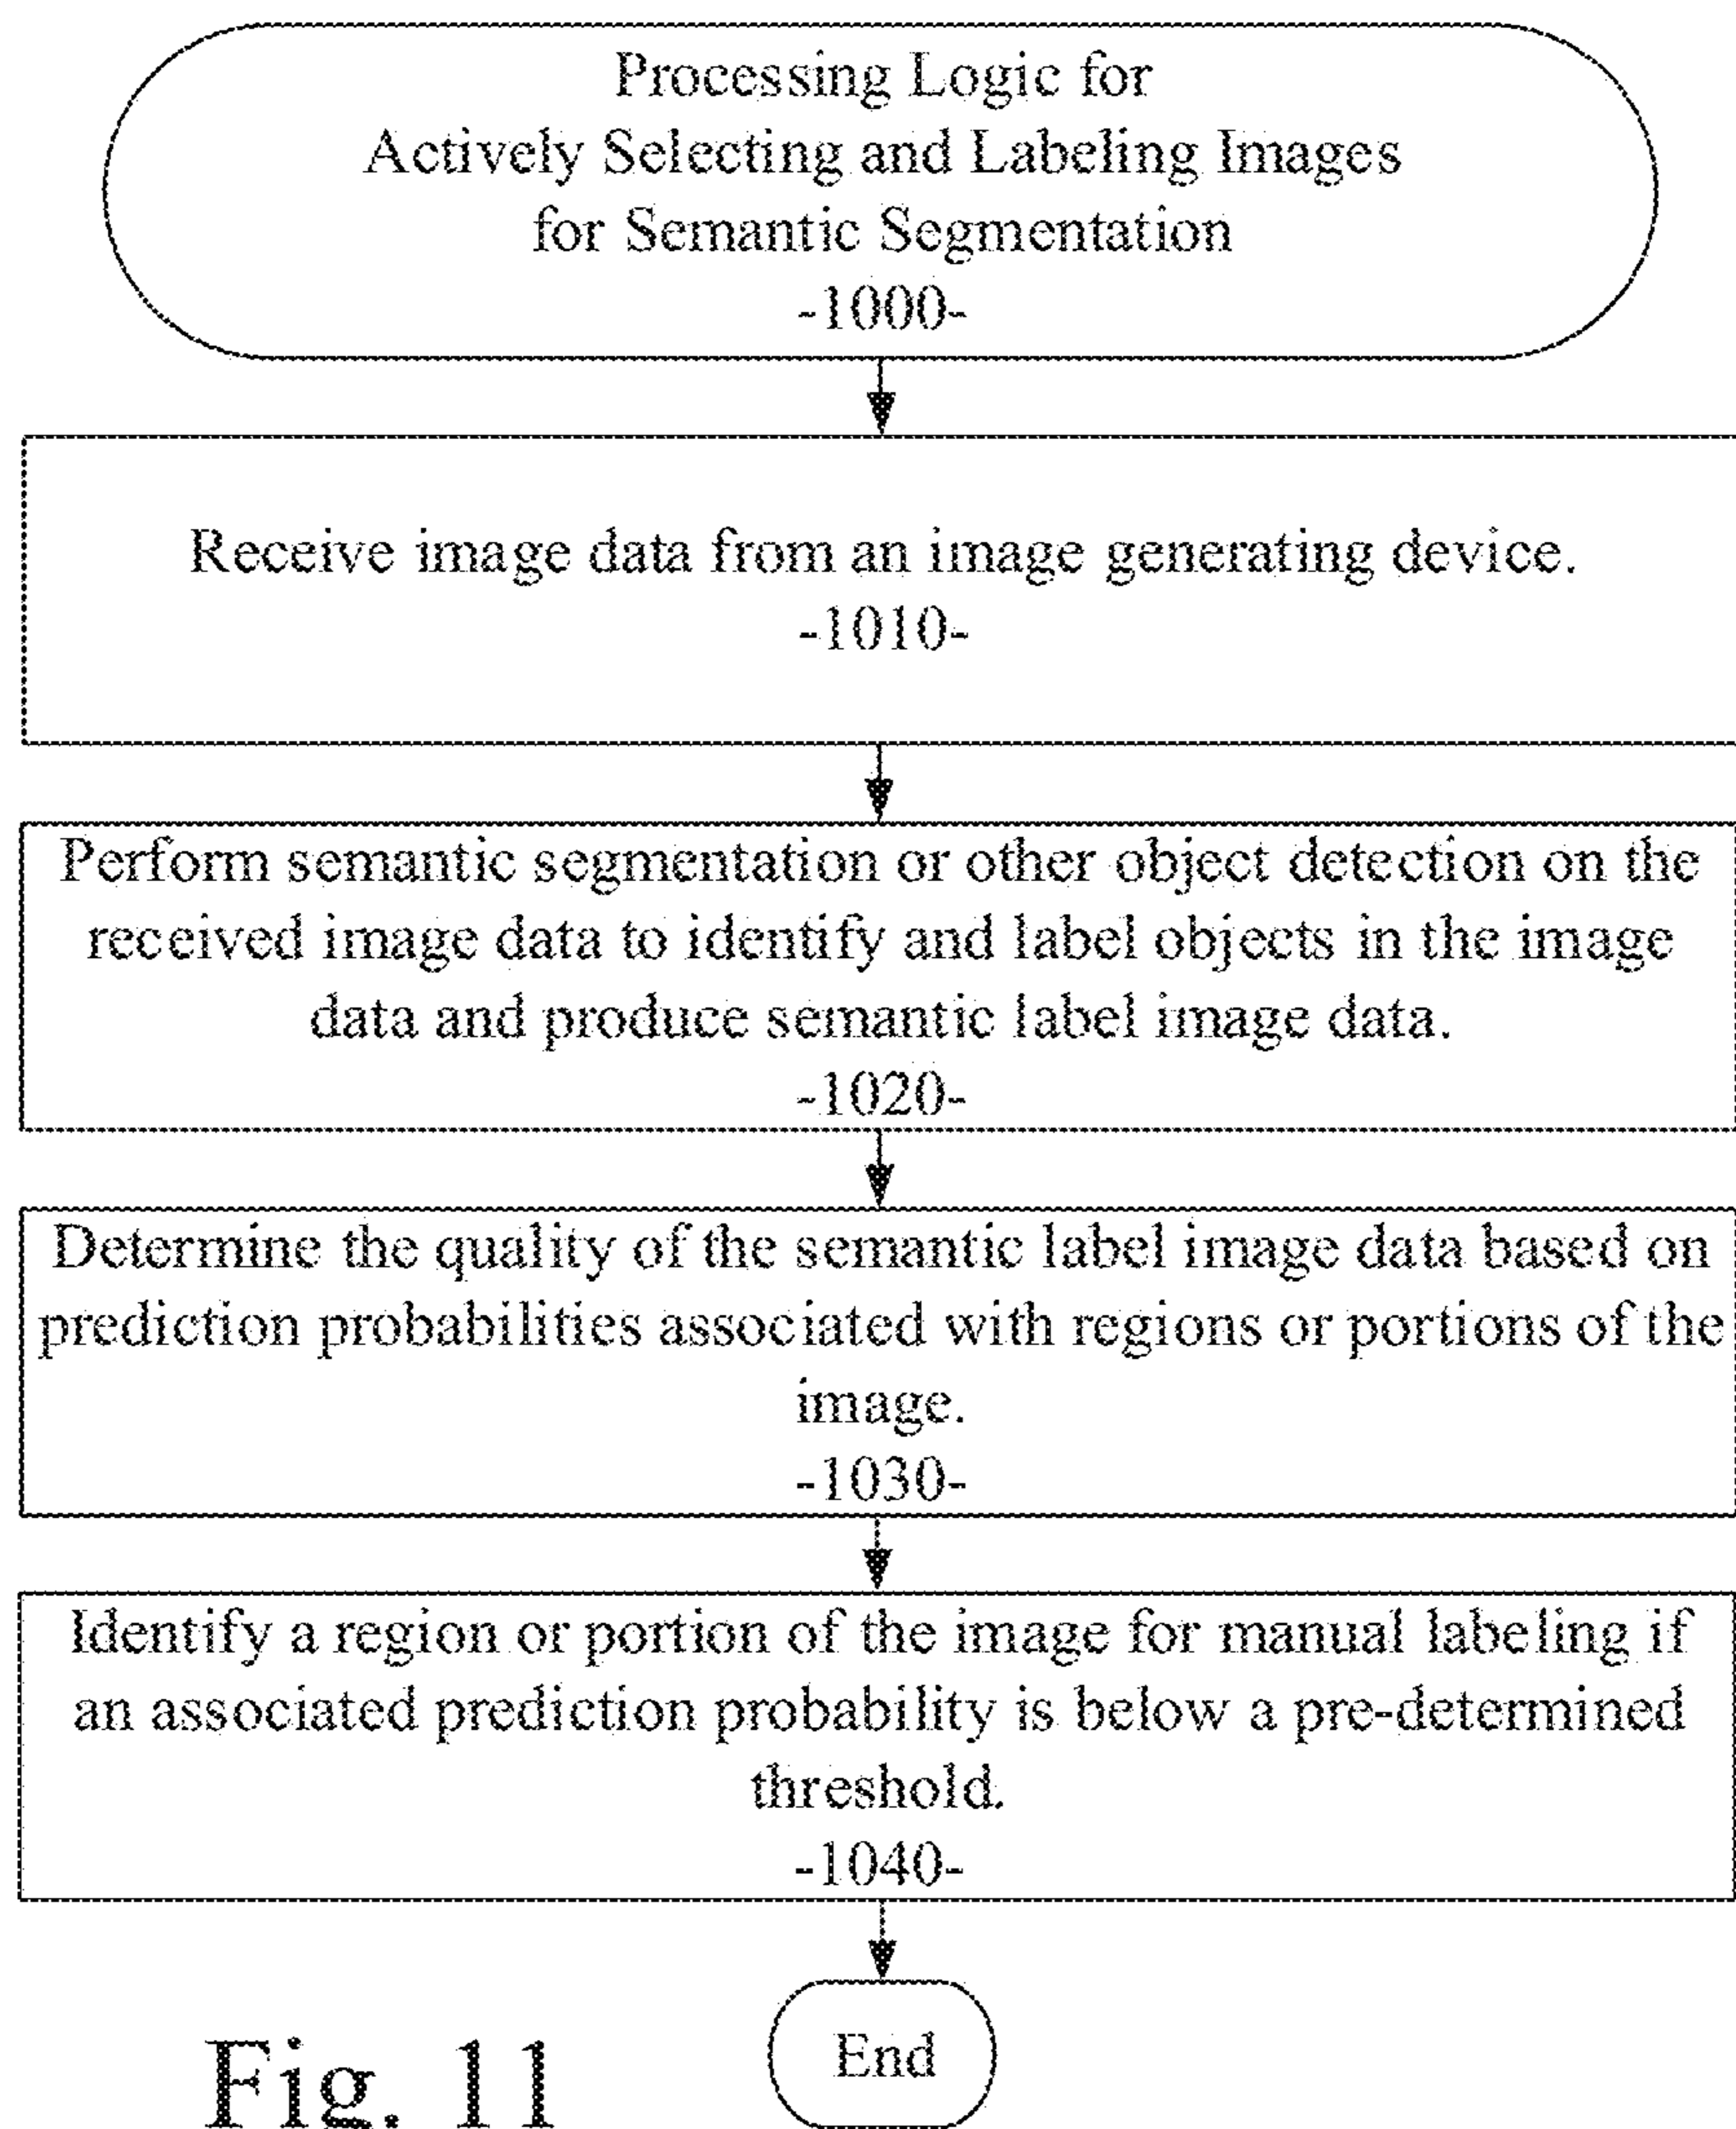 Processing Logic for
Actively Selecting and Labeling Images
for Semantic Segmentation
-1000-
Receive image data from an image generating device.
-1010-
Perform semantic segmentation or other object detection on the
received image data to identify and label objects in the image
data and produce semantic label image data.
-1020-
Determine the quality of the semantic label image data based on
prediction probabilities associated with regions or portions of the
image.
-1030-
Identify a region or portion of the image for manual labeling if
an associated prediction probability is below a pre-determined
threshold.
-1040-
End
Fig. 11